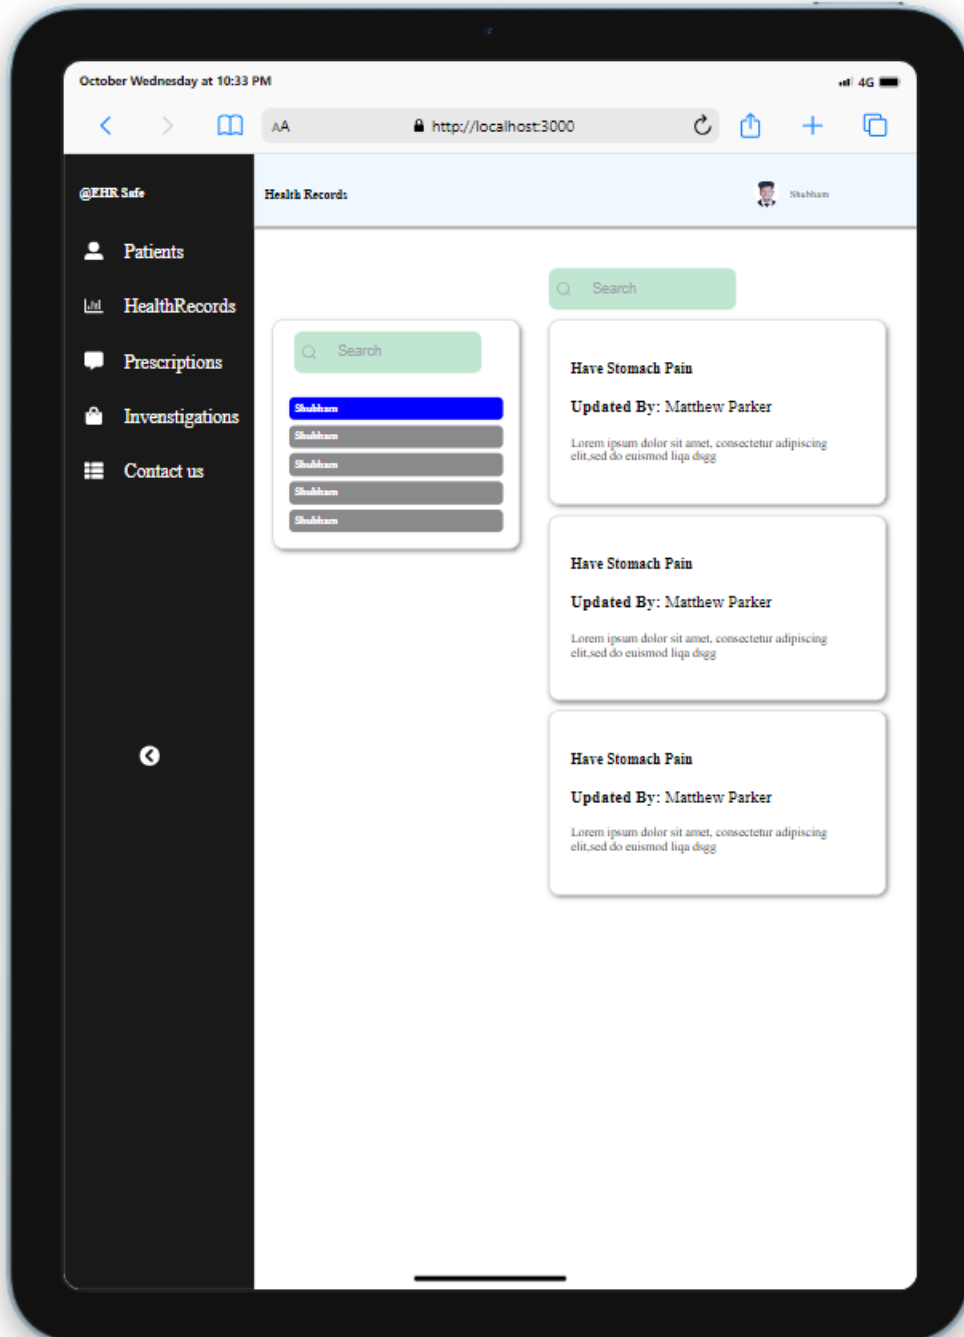 October Wednesday at 10:33 PM
4G
AA
http://localhost:3000
@EHR Safe
Patients
HealthRecords
Prescriptions
Invenstigations
Contact us
Health Records
Shubham
Search
Shubham
Shubham
Shubham
Shubham
Shubham
Search
Have Stomach Pain
Updated By: Matthew Parker
Lorem ipsum dolor sit amet, consectetur adipiscing
elit,sed do euismod liqa dsgg
Have Stomach Pain
Updated By: Matthew Parker
Lorem ipsum dolor sit amet, consectetur adipiscing
elit,sed do euismod liqa dsgg
Have Stomach Pain
Updated By: Matthew Parker
Lorem ipsum dolor sit amet, consectetur adipiscing
elit,sed do euismod liqa dsgg